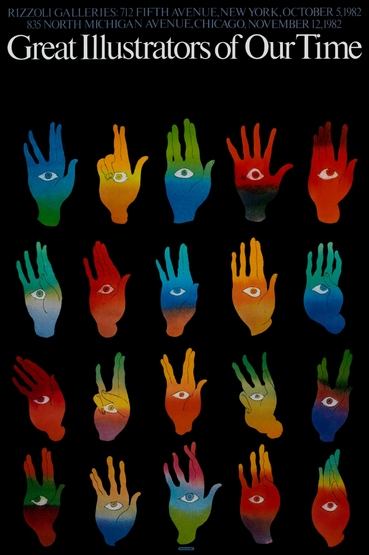 RIZZOLI GALLERIES: 712 FIFTH AVENUE, NEW YORK, OCTOBER 5, 1982
835 NORTH MICHIGAN AVENUE, CHICAGO, NOVEMBER 12, 1982
Great Illustrators of Our Time